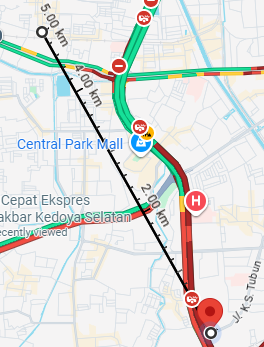 5.00 km
4.00 km
Central Park Mall
2.00 km
H
Cepat Ekspres
akbar Kedoya Selatan
ecently viewed
Jl. K.S. Tubun